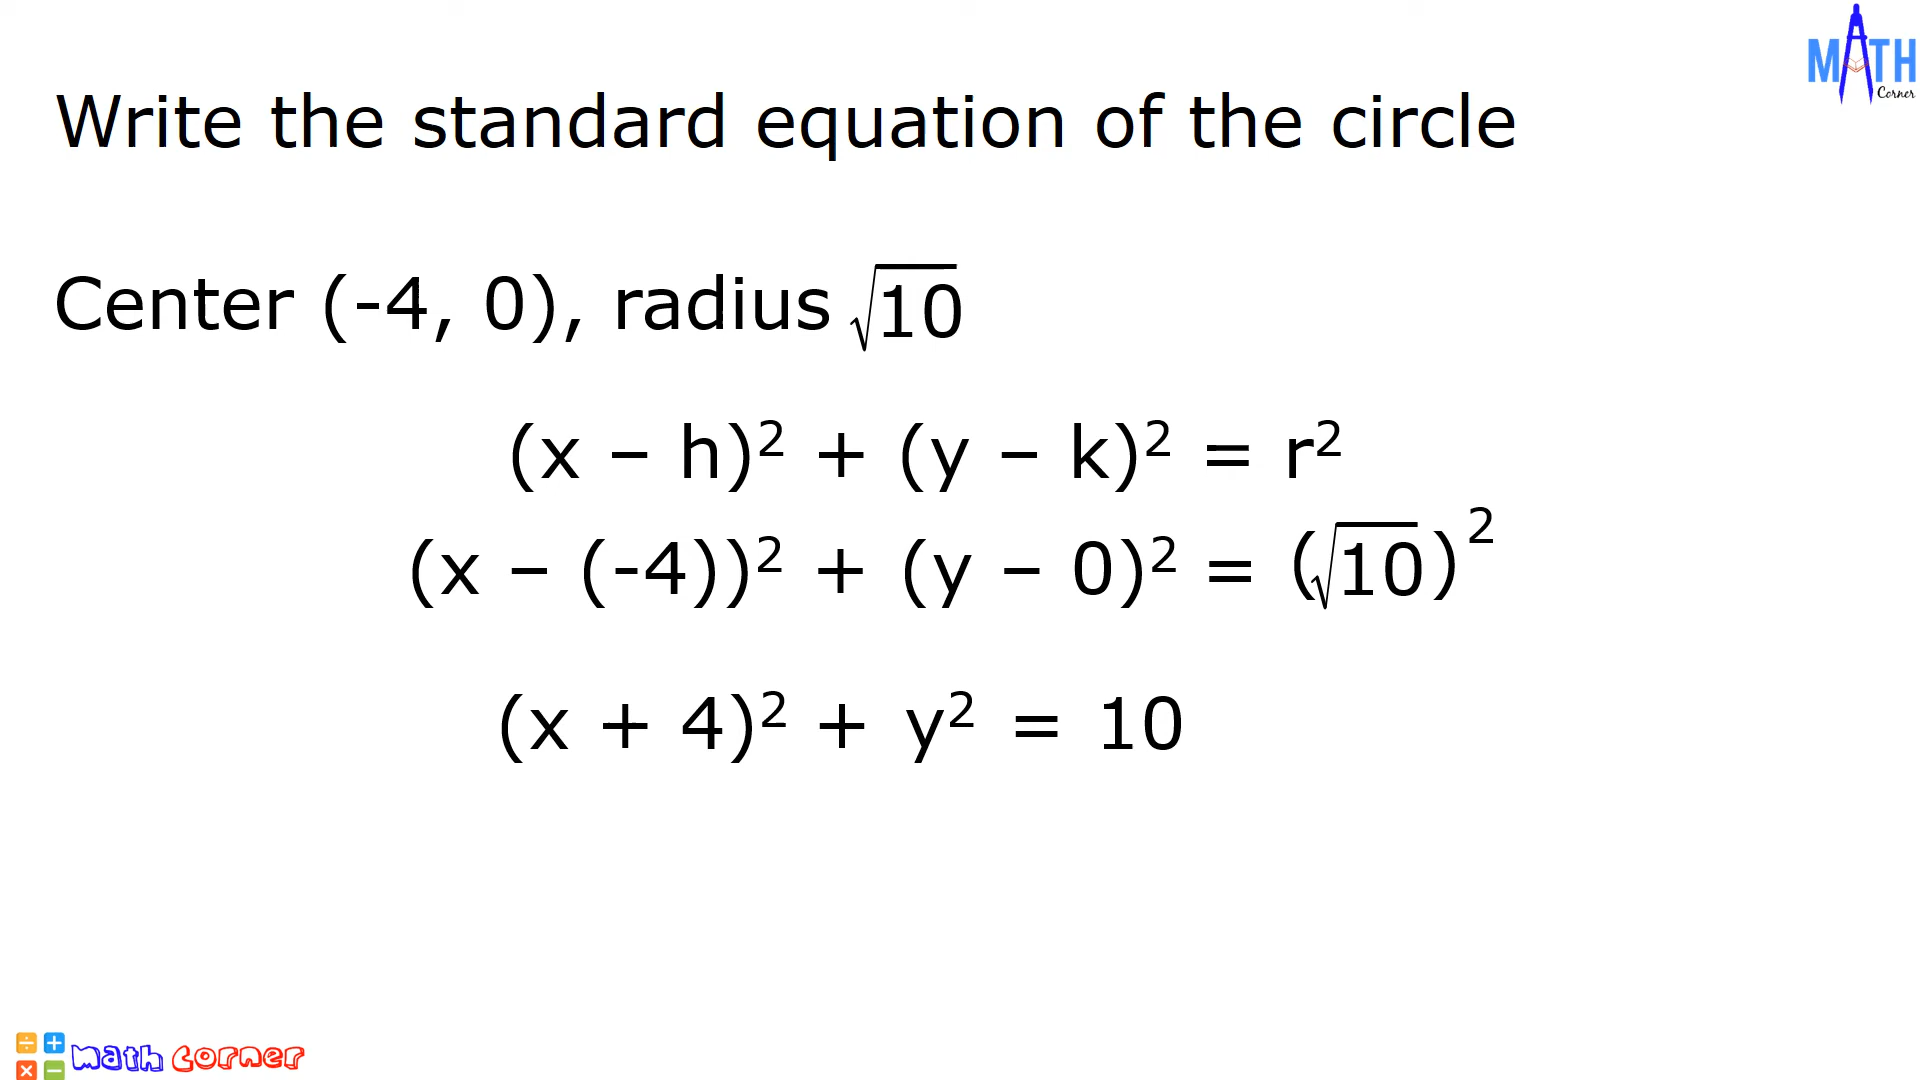 MATH
Corner
Write the standard equation of the circle
Center (-4, 0), radius √10
(x – h)² + (y – k)² = r²
(x – (-4))² + (y – 0)² = (√10)²
(x + 4)² + y² = 10
÷ +
× −
math corner